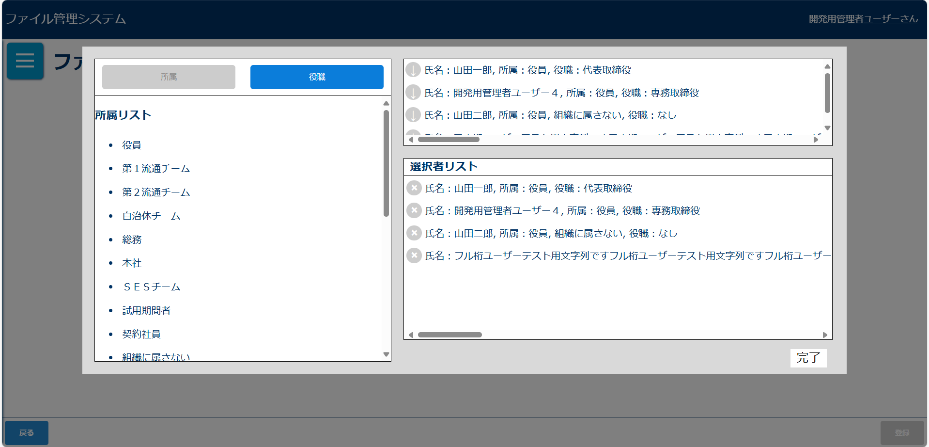 ファイル管理システム
開発用管理者ユーザーさん
ファ
所属
役職
所属リスト
役員
第１流通チーム
第２流通チーム
自治体チーム
総務
本社
ＳＥＳチーム
試用期間者
契約社員
組織に属さない
氏名：山田一郎, 所属：役員, 役職：代表取締役
氏名：開発用管理者ユーザー４, 所属：役員, 役職：専務取締役
氏名：山田二郎, 所属：役員, 組織に属さない, 役職：なし
選択者リスト
氏名：山田一郎, 所属：役員, 役職：代表取締役
氏名：開発用管理者ユーザー４, 所属：役員, 役職：専務取締役
氏名：山田二郎, 所属：役員, 組織に属さない, 役職：なし
氏名：フル桁ユーザーテスト用文字列ですフル桁ユーザーテスト用文字列ですフル桁ユーザー
完了
戻る
登録